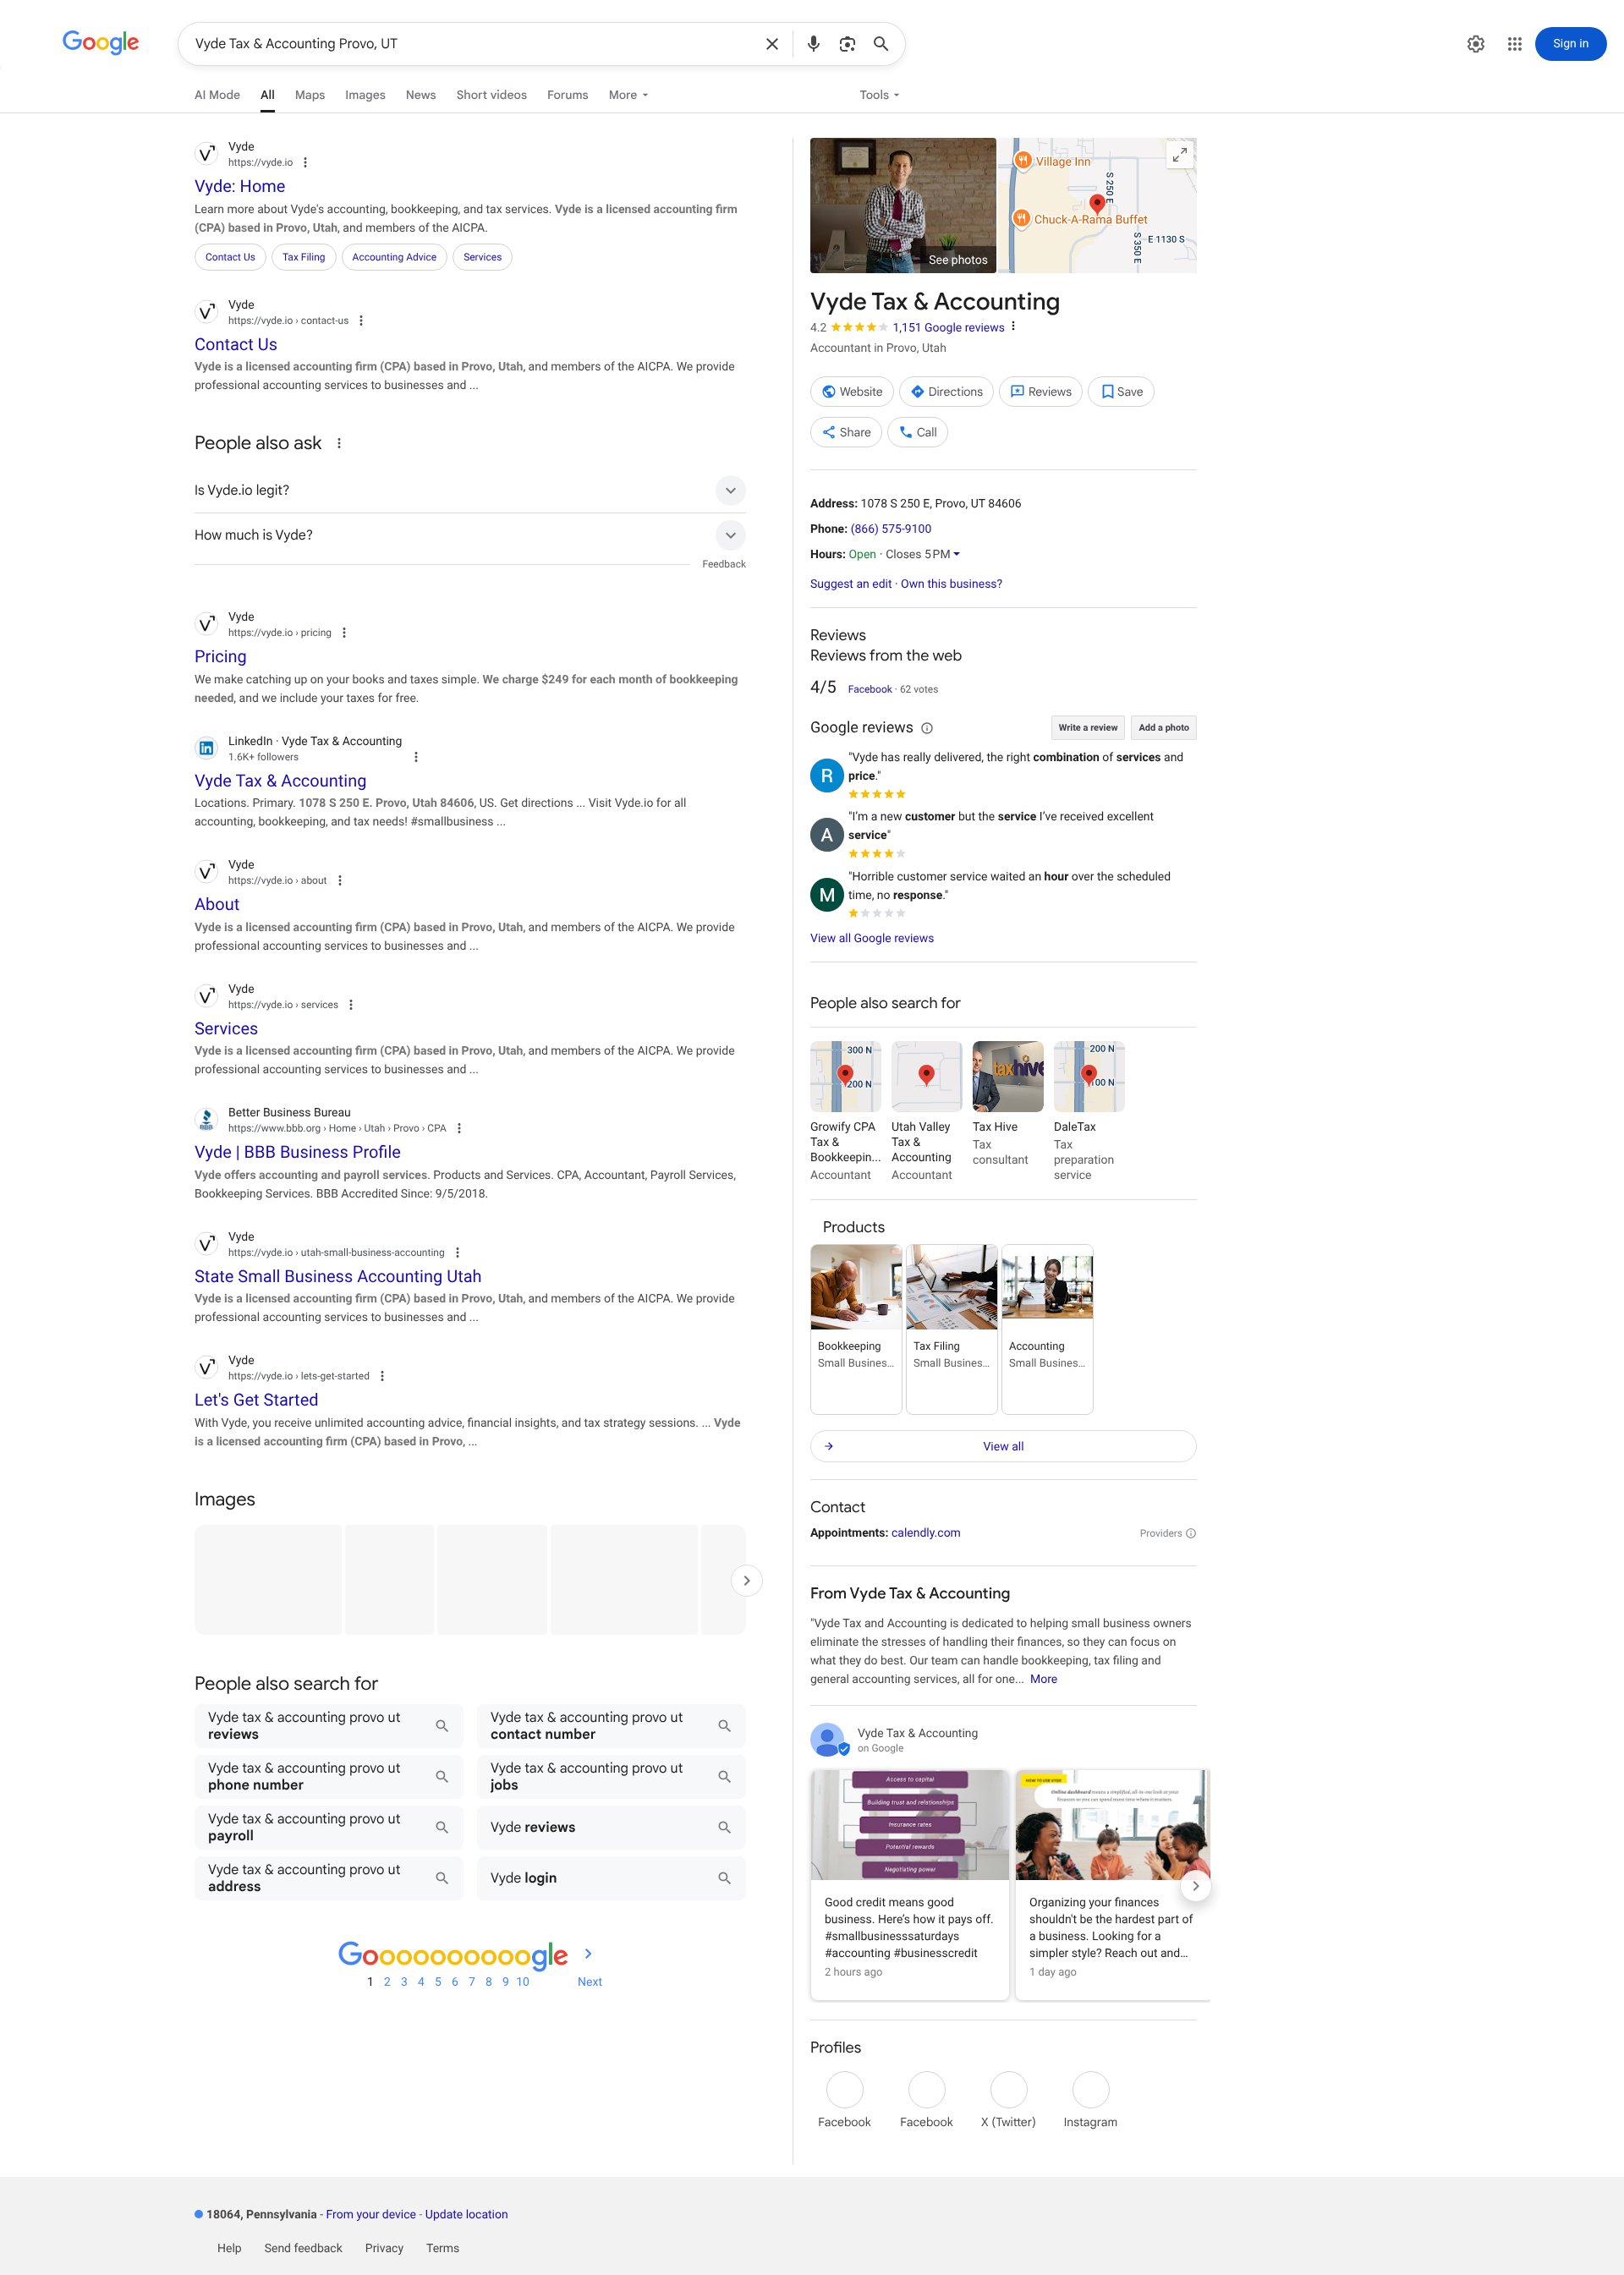 Google
Vyde Tax & Accounting Provo, UT
Sign in
AI Mode
All
Maps
Images
News
Short videos
Forums
More
Tools
Vyde
https://vyde.io
Vyde: Home
Learn more about Vyde's accounting, bookkeeping, and tax services. Vyde is a licensed accounting firm
(CPA) based in Provo, Utah, and members of the AICPA.
Contact Us
Tax Filing
Accounting Advice
Services
Vyde
https://vyde.io › contact-us
Contact Us
Vyde is a licensed accounting firm (CPA) based in Provo, Utah, and members of the AICPA. We provide
professional accounting services to businesses and ...
People also ask
Is Vyde.io legit?
How much is Vyde?
Feedback
Vyde
https://vyde.io › pricing
Pricing
We make catching up on your books and taxes simple. We charge $249 for each month of bookkeeping
needed, and we include your taxes for free.
LinkedIn · Vyde Tax & Accounting
1.6K+ followers
Vyde Tax & Accounting
Locations. Primary. 1078 S 250 E. Provo, Utah 84606, US. Get directions ... Visit Vyde.io for all
accounting, bookkeeping, and tax needs! #smallbusiness ...
Vyde
https://vyde.io › about
About
Vyde is a licensed accounting firm (CPA) based in Provo, Utah, and members of the AICPA. We provide
professional accounting services to businesses and ...
Vyde
https://vyde.io › services
Services
Vyde is a licensed accounting firm (CPA) based in Provo, Utah, and members of the AICPA. We provide
professional accounting services to businesses and ...
BBB
Better Business Bureau
https://www.bbb.org › Home › Utah › Provo › CPA
Vyde | BBB Business Profile
Vyde offers accounting and payroll services. Products and Services. CPA, Accountant, Payroll Services,
Bookkeeping Services. BBB Accredited Since: 9/5/2018.
Vyde
https://vyde.io › utah-small-business-accounting
State Small Business Accounting Utah
Vyde is a licensed accounting firm (CPA) based in Provo, Utah, and members of the AICPA. We provide
professional accounting services to businesses and ...
Vyde
https://vyde.io › lets-get-started
Let's Get Started
With Vyde, you receive unlimited accounting advice, financial insights, and tax strategy sessions. ... Vyde
is a licensed accounting firm (CPA) based in Provo, ...
Images
People also search for
Vyde tax & accounting provo ut
reviews
Vyde tax & accounting provo ut
contact number
Vyde tax & accounting provo ut
phone number
Vyde tax & accounting provo ut
jobs
Vyde tax & accounting provo ut
payroll
Vyde reviews
Vyde tax & accounting provo ut
address
Vyde login
Goooooooooogle
1 2 3 4 5 6 7 8 9 10
Next
See photos
Village Inn
Chuck-A-Rama Buffet
S 250 E
S 350 E
E 1130 S
Vyde Tax & Accounting
4.2
1,151 Google reviews
Accountant in Provo, Utah
Website
Directions
Reviews
Save
Share
Call
Address: 1078 S 250 E, Provo, UT 84606
Phone: (866) 575-9100
Hours: Open · Closes 5 PM
Suggest an edit · Own this business?
Reviews
Reviews from the web
4/5
Facebook · 62 votes
Google reviews
Write a review
Add a photo
R
"Vyde has really delivered, the right combination of services and
price."
A
"I'm a new customer but the service I've received excellent
service"
M
"Horrible customer service waited an hour over the scheduled
time, no response."
View all Google reviews
People also search for
300 N
200 N
taxhive
200 N
100 N
Growify CPA
Tax &
Bookkeepin...
Accountant
Utah Valley
Tax &
Accounting
Accountant
Tax Hive
Tax
consultant
DaleTax
Tax
preparation
service
Products
Bookkeeping
Small Busines...
Tax Filing
Small Busines...
Accounting
Small Busines...
View all
Contact
Appointments: calendly.com
Providers
From Vyde Tax & Accounting
"Vyde Tax and Accounting is dedicated to helping small business owners
eliminate the stresses of handling their finances, so they can focus on
what they do best. Our team can handle bookkeeping, tax filing and
general accounting services, all for one... More
Vyde Tax & Accounting
on Google
Access to capital
Building trust and relationships
Insurance rates
Potential rewards
Negotiating power
Good credit means good
business. Here's how it pays off.
#smallbusinesssaturdays
#accounting #businesscredit
2 hours ago
HOW TO USE VYDE
Online dashboard means a simplified, all-in-one look at your
finances so you can spend more time where it matters.
Organizing your finances
shouldn't be the hardest part of
a business. Looking for a
simpler style? Reach out and...
1 day ago
Profiles
Facebook
Facebook
X (Twitter)
Instagram
18064, Pennsylvania - From your device - Update location
Help
Send feedback
Privacy
Terms